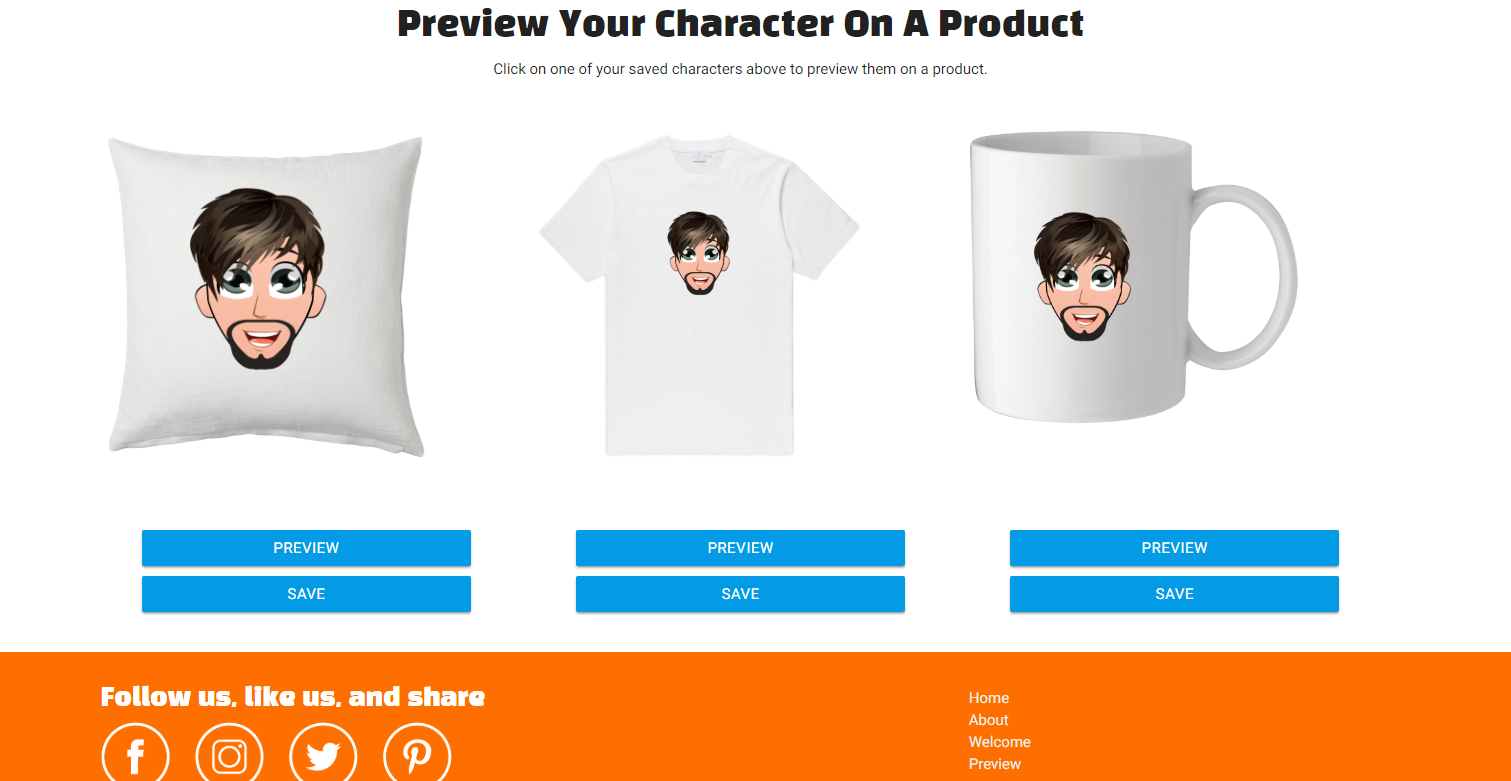 Preview Your Character On A Product
Click on one of your saved characters above to preview them on a product.
PREVIEW
PREVIEW
PREVIEW
SAVE
SAVE
SAVE
Follow us, like us, and share
Home
About
Welcome
Preview